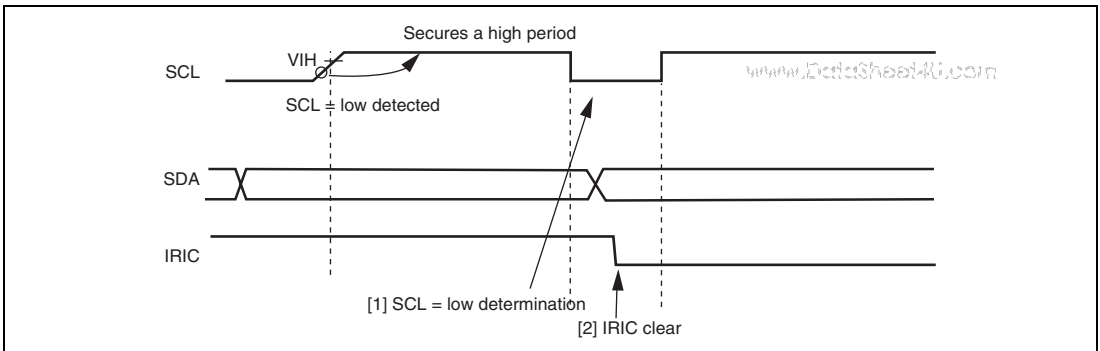 Secures a high period
VIH
SCL
www.DataSheet4U.com
SCL = low detected
SDA
IRIC
[1] SCL = low determination
[2] IRIC clear